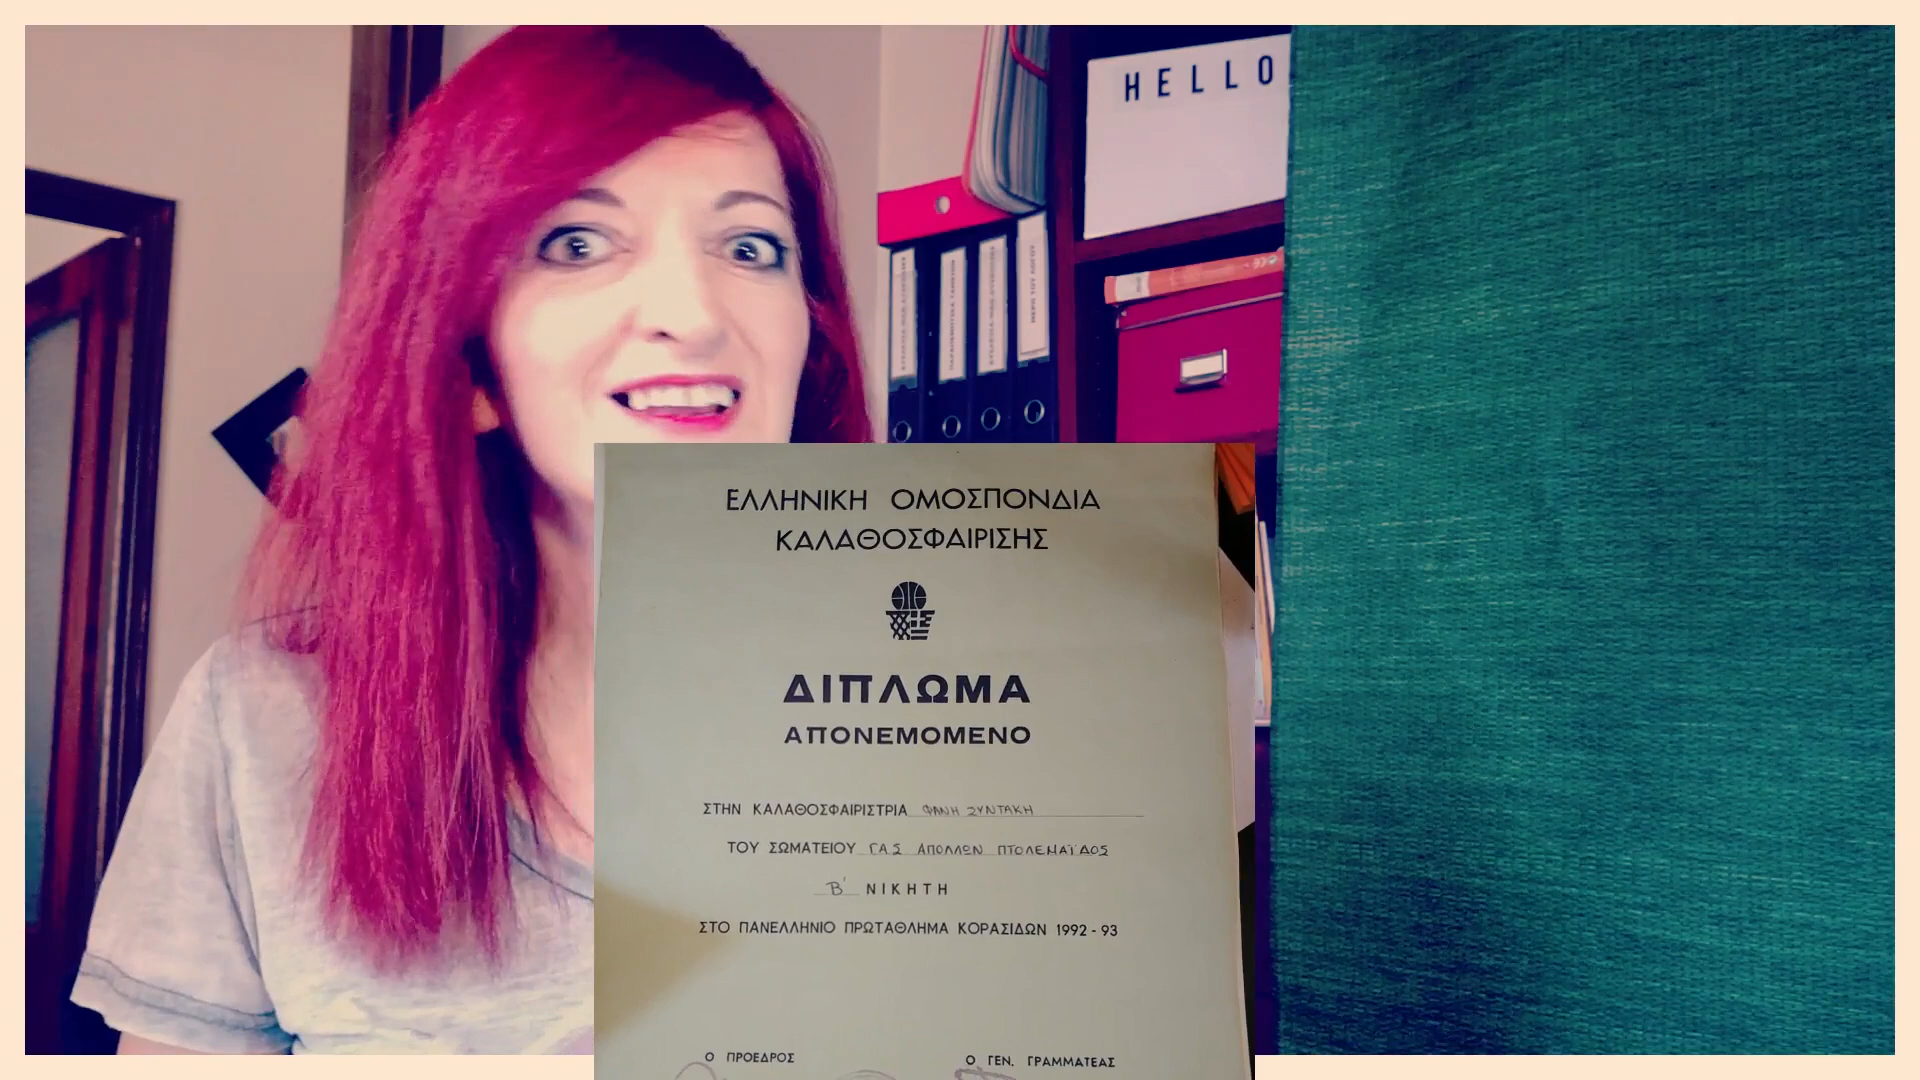 HELLO
ΕΛΛΗΝΙΚΗ ΟΜΟΣΠΟΝΔΙΑ
ΚΑΛΑΘΟΣΦΑΙΡΙΣΗΣ
ΔΙΠΛΩΜΑ
ΑΠΟΝΕΜΟΜΕΝΟ
ΣΤΗΝ ΚΑΛΑΘΟΣΦΑΙΡΙΣΤΡΙΑ ΦΑΝΗ ΞΥΝΤΑΚΗ
ΤΟΥ ΣΩΜΑΤΕΙΟΥ ΓΑΣ ΑΠΟΛΛΩΝ ΠΤΟΛΕΜΑΪΔΟΣ
Β' ΝΙΚΗΤΗ
ΣΤΟ ΠΑΝΕΛΛΗΝΙΟ ΠΡΩΤΑΘΛΗΜΑ ΚΟΡΑΣΙΔΩΝ 1992 - 93
Ο ΠΡΟΕΔΡΟΣ Ο ΓΕΝ. ΓΡΑΜΜΑΤΕΑΣ